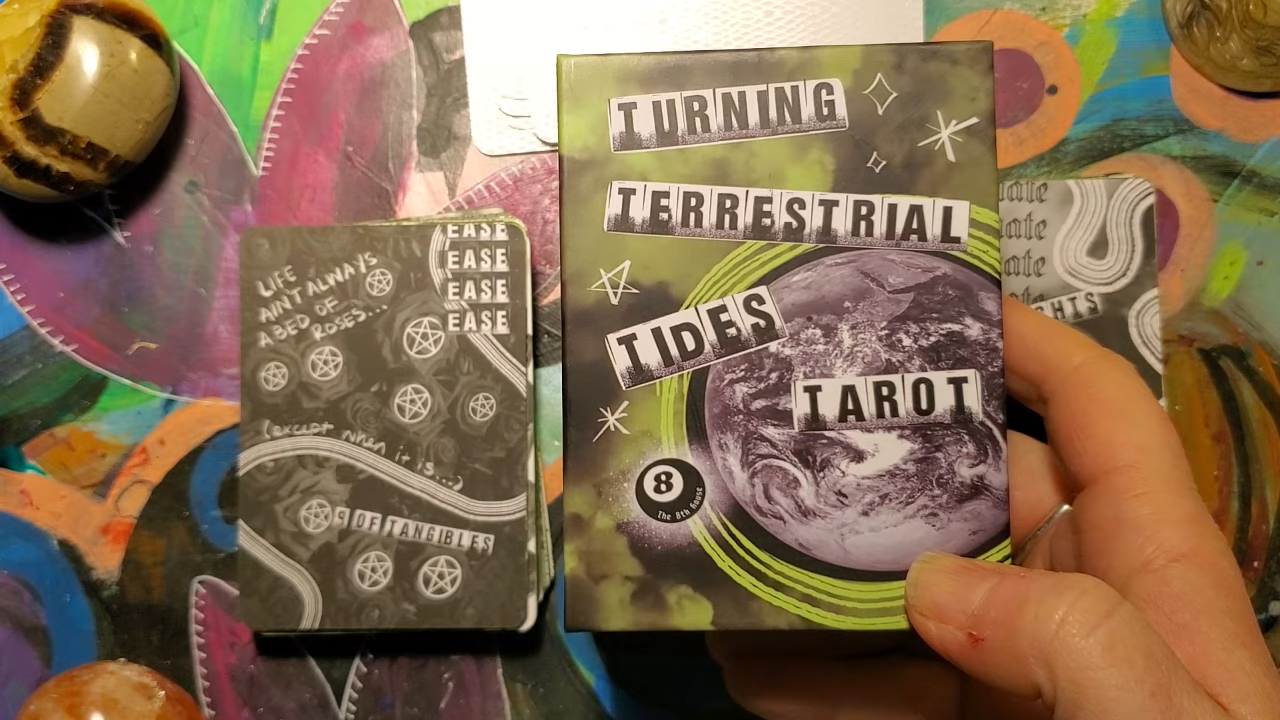 EASE
EASE
EASE
EASE
LIFE
AINT ALWAYS
A BED OF
ROSES...
(except when it is...)
9 OF TANGIBLES
TURNING
TERRESTRIAL
TIDES
TAROT
8
The 8th House